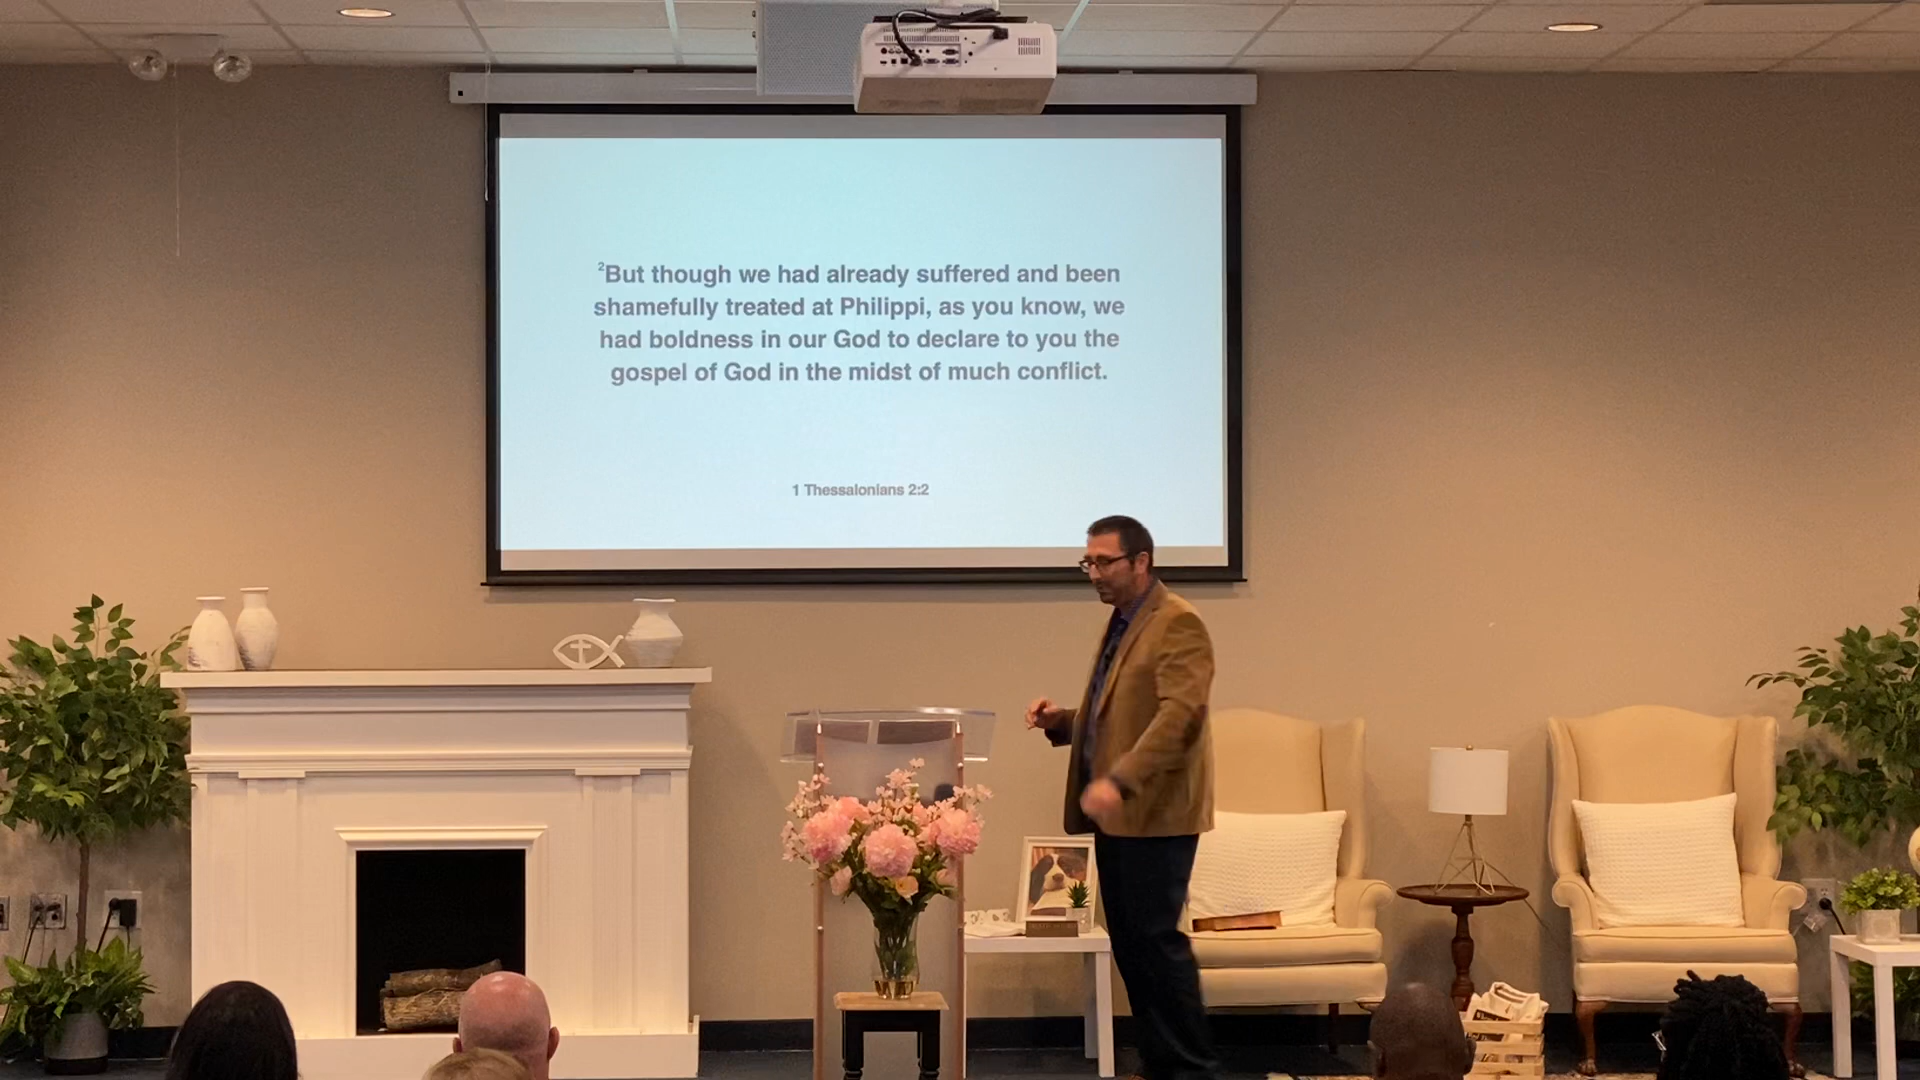 ²But though we had already suffered and been
shamefully treated at Philippi, as you know, we
had boldness in our God to declare to you the
gospel of God in the midst of much conflict.
1 Thessalonians 2:2